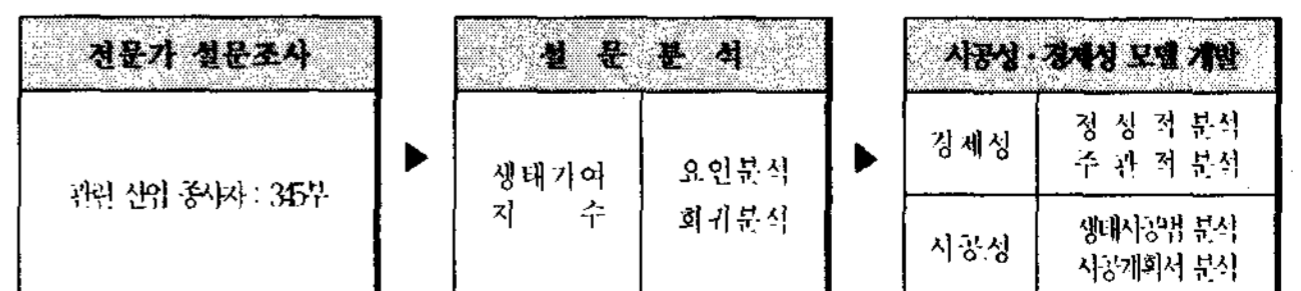 전문가 설문조사
관련 산업 종사자 : 345부
설 문 분 석
생태기여
지 수
요인분석
회귀분석
시공성 · 경제성 모델 개발
경제성
정 성 적 분석
주 관 적 분석
시공성
생태시공법 분석
시공계획서 분석